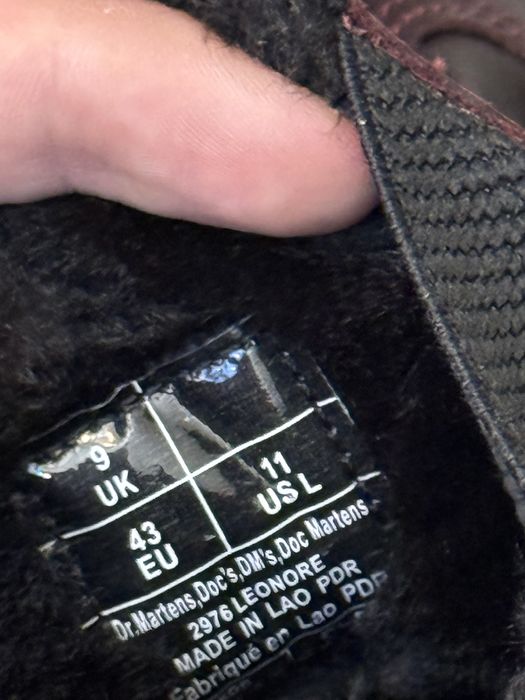 9
UK
11
US L
43
EU
Dr.Martens,Doc's,DM's,Doc Martens
2976 LEONORE
MADE IN LAO PDR
Fabriqué en Lao PDR